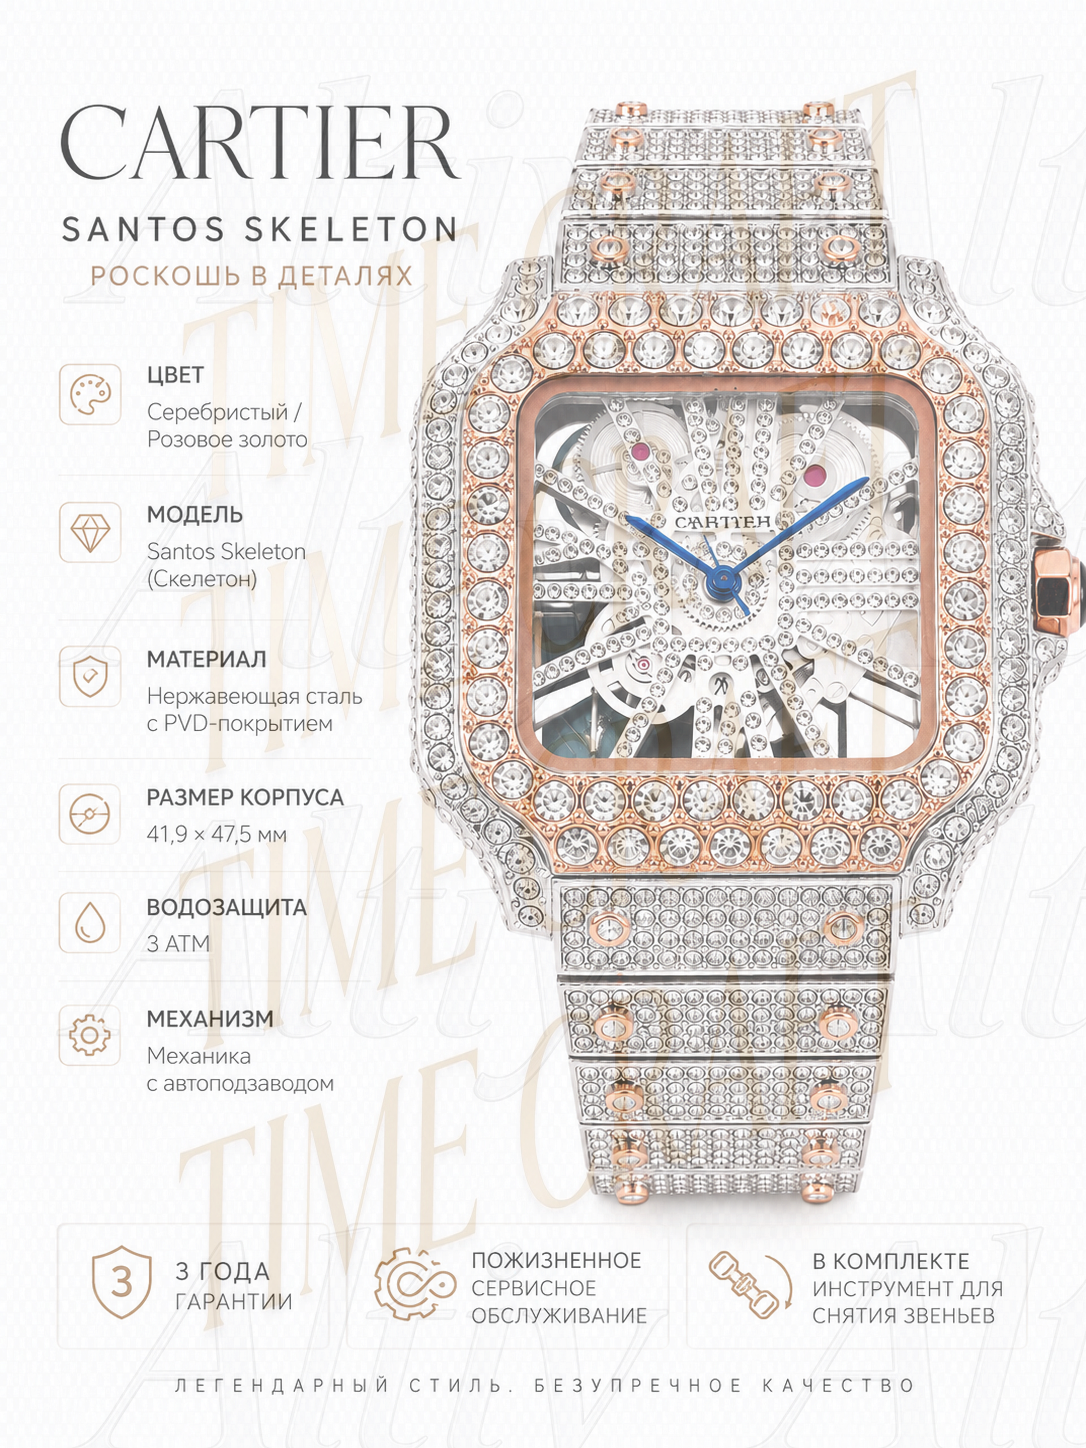 CARTIER
SANTOS SKELETON
РОСКОШЬ В ДЕТАЛЯХ
ЦВЕТ
Серебристый /
Розовое золото
МОДЕЛЬ
Santos Skeleton
(Скелетон)
МАТЕРИАЛ
Нержавеющая сталь
с PVD-покрытием
РАЗМЕР КОРПУСА
41,9 × 47,5 мм
ВОДОЗАЩИТА
3 ATM
МЕХАНИЗМ
Механика
с автоподзаводом
3
3 ГОДА
ГАРАНТИИ
ПОЖИЗНЕННОЕ
СЕРВИСНОЕ
ОБСЛУЖИВАНИЕ
В КОМПЛЕКТЕ
ИНСТРУМЕНТ ДЛЯ
СНЯТИЯ ЗВЕНЬЕВ
ЛЕГЕНДАРНЫЙ СТИЛЬ. БЕЗУПРЕЧНОЕ КАЧЕСТВО